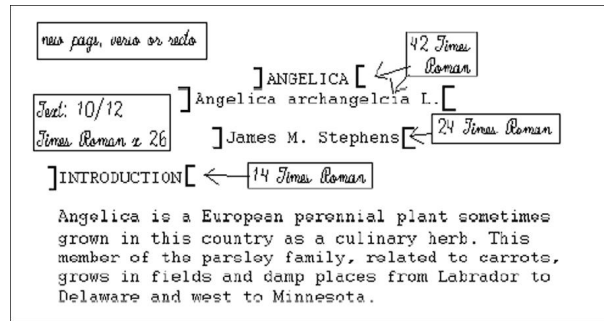 new page, verso or recto
42 Times
Roman
]ANGELICA[
]Angelica archangelcia L.[
Text: 10/12
Times Roman x 26
]James M. Stephens[
24 Times Roman
]INTRODUCTION[
14 Times Roman
Angelica is a European perennial plant sometimes
grown in this country as a culinary herb. This
member of the parsley family, related to carrots,
grows in fields and damp places from Labrador to
Delaware and west to Minnesota.